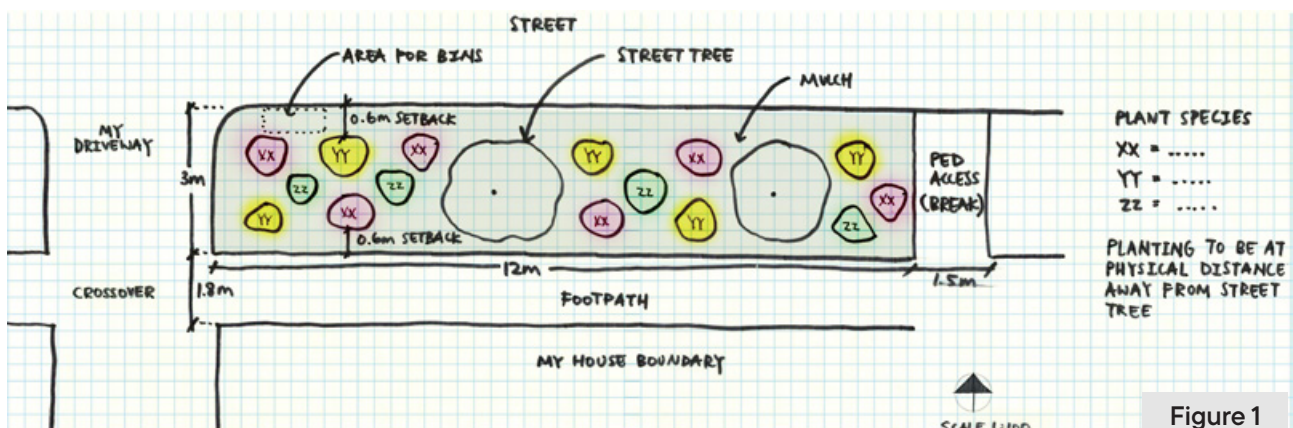 STREET
AREA FOR BINS
STREET TREE
MULCH
MY
DRIVEWAY
3m
0.6m SETBACK
XX
YY
XX
ZZ
ZZ
YY
XX
0.6m SETBACK
YY
XX
ZZ
XX
YY
YY
XX
ZZ
PED
ACCESS
(BREAK)
PLANT SPECIES
XX = .....
YY = .....
ZZ = .....
PLANTING TO BE AT
PHYSICAL DISTANCE
AWAY FROM STREET
TREE
12m
1.5m
CROSSOVER
1.8m
FOOTPATH
MY HOUSE BOUNDARY
SCALE 1:100
Figure 1